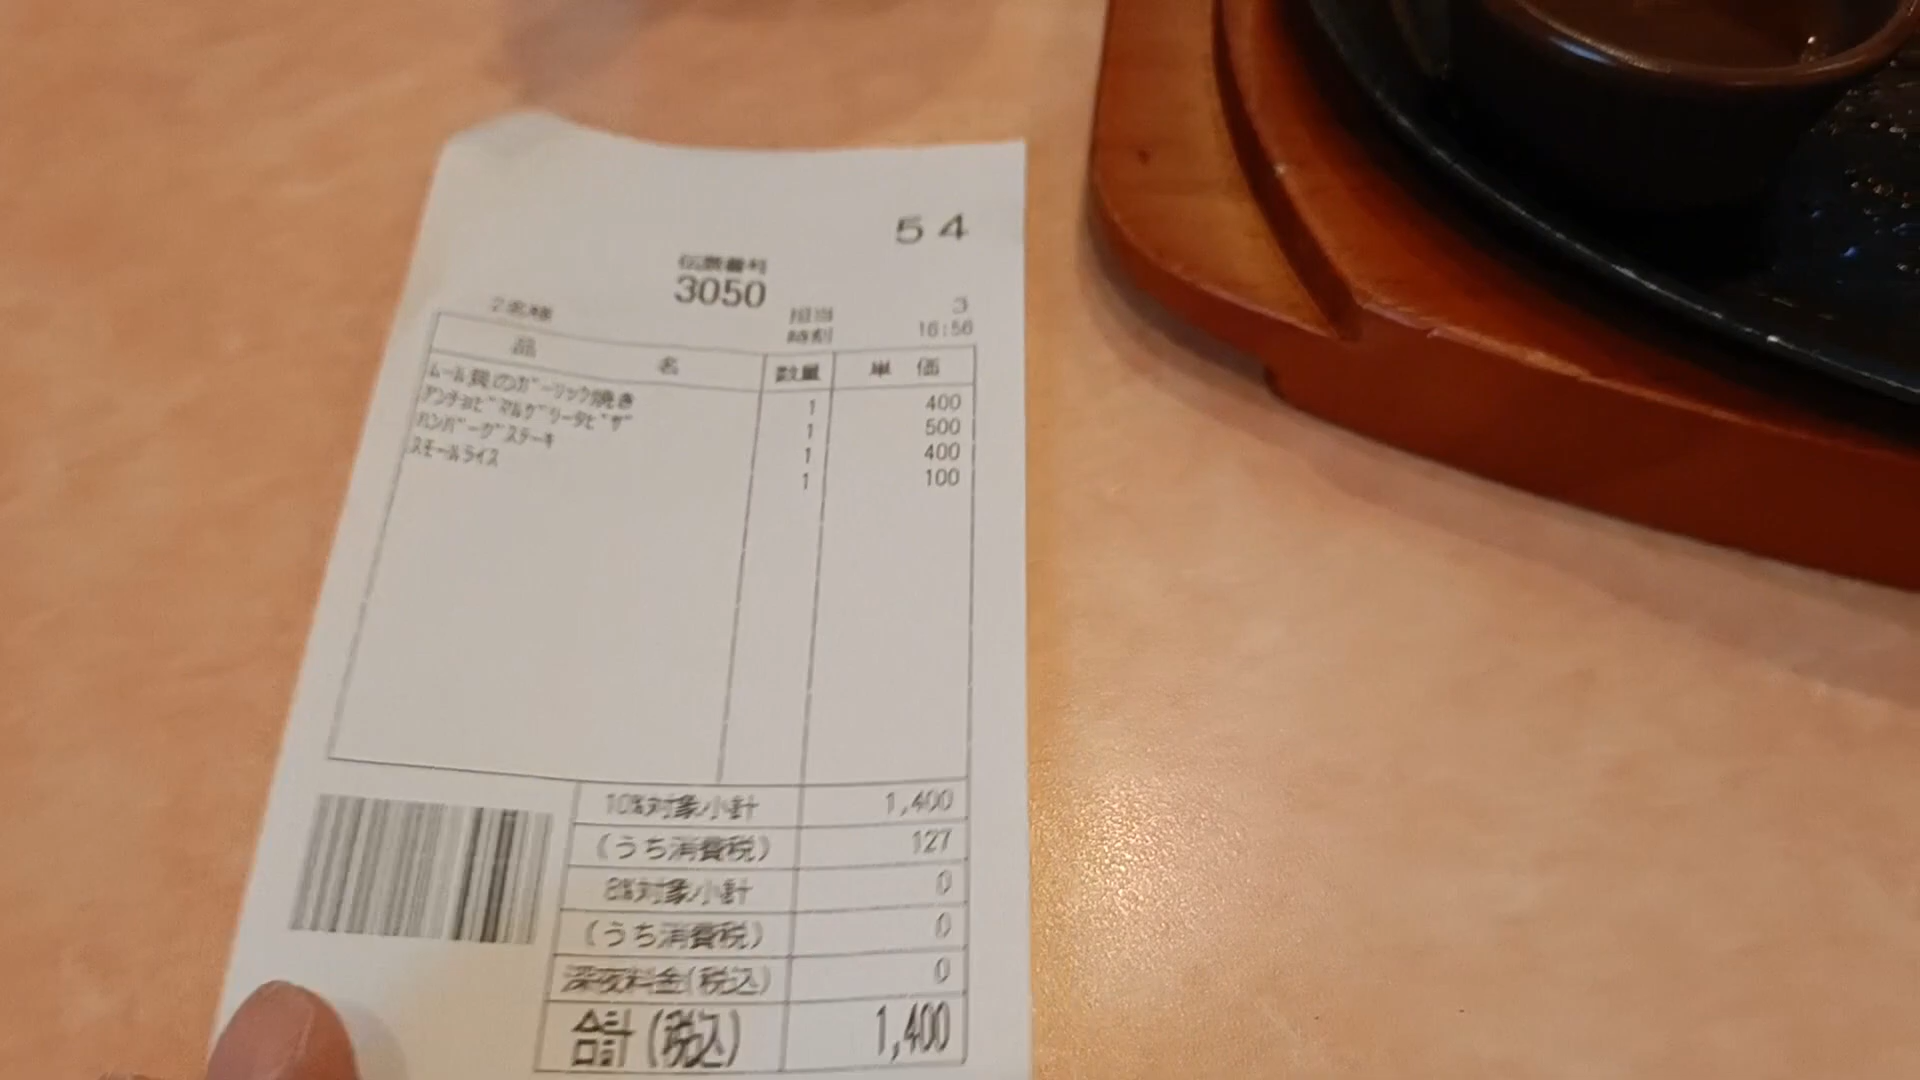 54
伝票番号
3050
2名様 担当 3
時刻 16:56
品 名 数量 単 価
ムール貝のガーリック焼き 1 400
アンチョビマルゲリータピザ 1 500
ハンバーグステーキ 1 400
スモールライス 1 100
10%対象小計 1,400
(うち消費税) 127
8%対象小計 0
(うち消費税) 0
深夜料金(税込) 0
合計(税込) 1,400